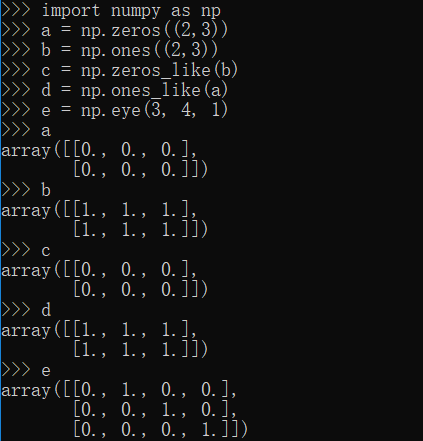 >>> import numpy as np
>>> a = np.zeros((2,3))
>>> b = np.ones((2,3))
>>> c = np.zeros_like(b)
>>> d = np.ones_like(a)
>>> e = np.eye(3, 4, 1)
>>> a
array([[0., 0., 0.],
       [0., 0., 0.]])
>>> b
array([[1., 1., 1.],
       [1., 1., 1.]])
>>> c
array([[0., 0., 0.],
       [0., 0., 0.]])
>>> d
array([[1., 1., 1.],
       [1., 1., 1.]])
>>> e
array([[0., 1., 0., 0.],
       [0., 0., 1., 0.],
       [0., 0., 0., 1.]])